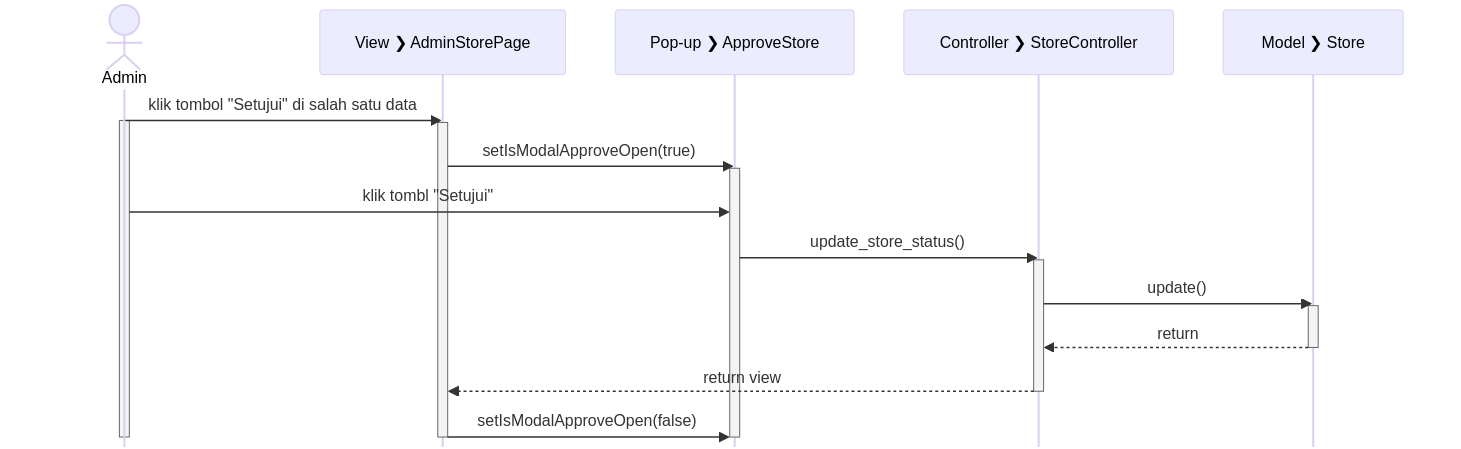 Admin
View ❯ AdminStorePage
Pop-up ❯ ApproveStore
Controller ❯ StoreController
Model ❯ Store
klik tombol "Setujui" di salah satu data
setIsModalApproveOpen(true)
klik tombl "Setujui"
update_store_status()
update()
return
return view
setIsModalApproveOpen(false)